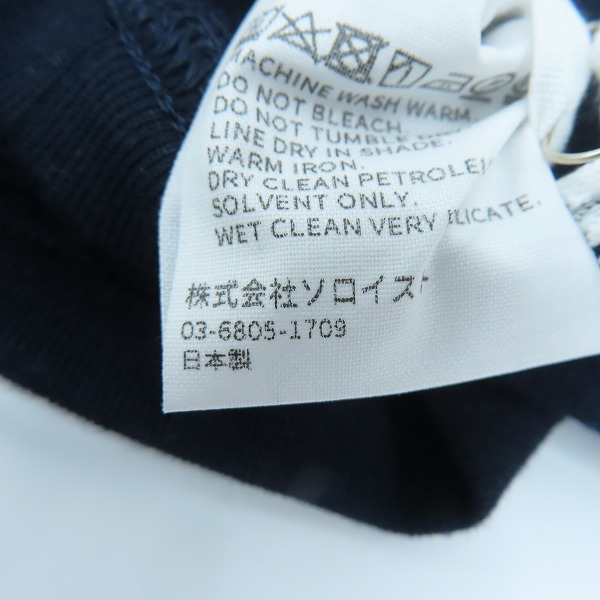 MACHINE WASH WARM.
DO NOT BLEACH.
DO NOT TUMBLE
LINE DRY IN SHADE.
WARM IRON.
DRY CLEAN
SOLVENT ONLY.
WET CLEAN VERY
株式会社ソロイス
03-6805-1709
日本製